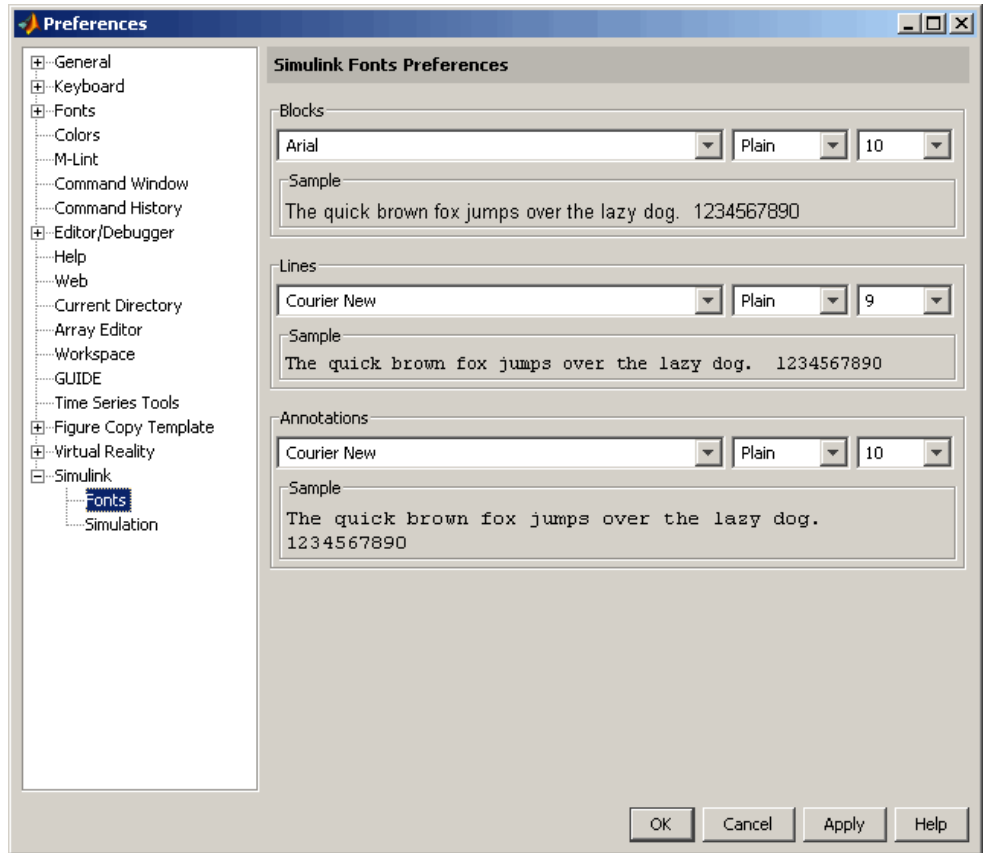 Preferences
General
Keyboard
Fonts
Colors
M-Lint
Command Window
Command History
Editor/Debugger
Help
Web
Current Directory
Array Editor
Workspace
GUIDE
Time Series Tools
Figure Copy Template
Virtual Reality
Simulink
Fonts
Simulation
Simulink Fonts Preferences
Blocks
Arial Plain 10
Sample
The quick brown fox jumps over the lazy dog. 1234567890
Lines
Courier New Plain 9
Sample
The quick brown fox jumps over the lazy dog. 1234567890
Annotations
Courier New Plain 10
Sample
The quick brown fox jumps over the lazy dog.
1234567890
OK Cancel Apply Help